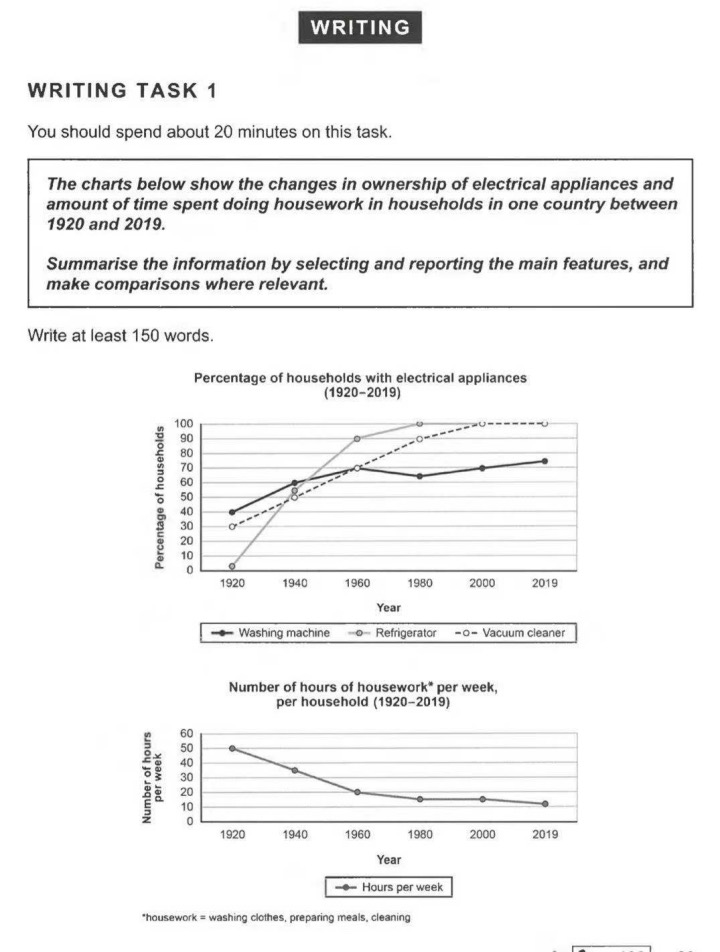 WRITING
WRITING TASK 1
You should spend about 20 minutes on this task.
The charts below show the changes in ownership of electrical appliances and
amount of time spent doing housework in households in one country between
1920 and 2019.
Summarise the information by selecting and reporting the main features, and
make comparisons where relevant.
Write at least 150 words.
Percentage of households with electrical appliances
(1920–2019)
Percentage of households
100
90
80
70
60
50
40
30
20
10
0
1920 1940 1960 1980 2000 2019
Year
Washing machine Refrigerator Vacuum cleaner
Number of hours of housework* per week,
per household (1920–2019)
Number of hours
per week
60
50
40
30
20
10
0
1920 1940 1960 1980 2000 2019
Year
Hours per week
*housework = washing clothes, preparing meals, cleaning